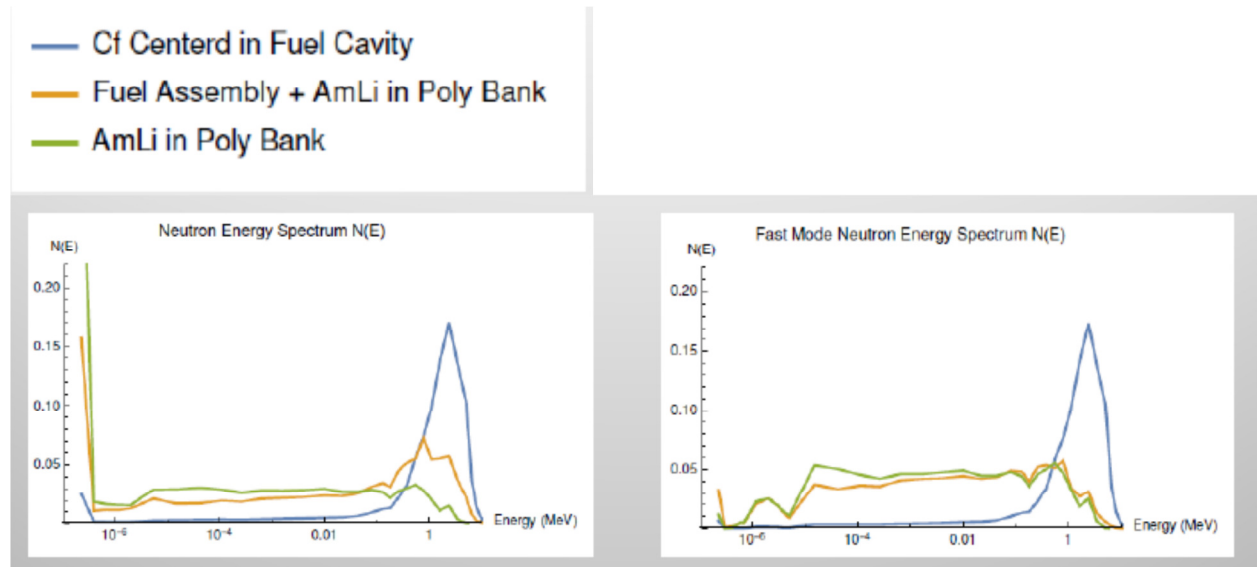 Cf Centerd in Fuel Cavity
Fuel Assembly + AmLi in Poly Bank
AmLi in Poly Bank
Neutron Energy Spectrum N(E)
N(E)
0.20
0.15
0.10
0.05
10⁻⁶
10⁻⁴
0.01
1
Energy (MeV)
Fast Mode Neutron Energy Spectrum N(E)
N(E)
0.20
0.15
0.10
0.05
10⁻⁶
10⁻⁴
0.01
1
Energy (MeV)